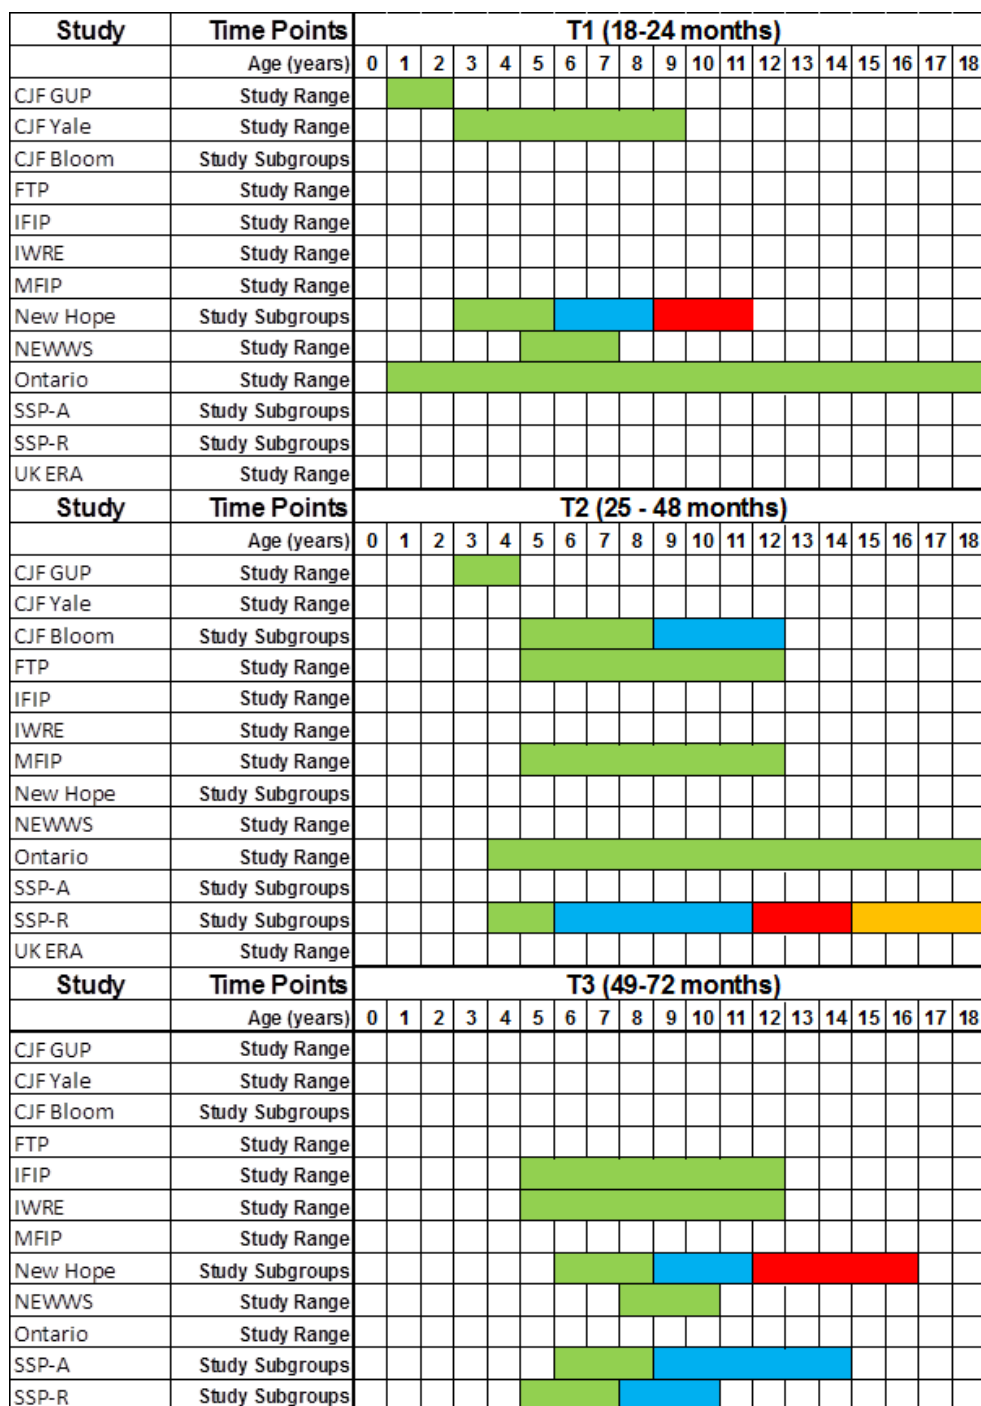 Study Time Points T1 (18-24 months)
Age (years) 0 1 2 3 4 5 6 7 8 9 10 11 12 13 14 15 16 17 18
CJF GUP Study Range
CJF Yale Study Range
CJF Bloom Study Subgroups
FTP Study Range
IFIP Study Range
IWRE Study Range
MFIP Study Range
New Hope Study Subgroups
NEWWS Study Range
Ontario Study Range
SSP-A Study Subgroups
SSP-R Study Subgroups
UK ERA Study Range
Study Time Points T2 (25 - 48 months)
Age (years) 0 1 2 3 4 5 6 7 8 9 10 11 12 13 14 15 16 17 18
CJF GUP Study Range
CJF Yale Study Range
CJF Bloom Study Subgroups
FTP Study Range
IFIP Study Range
IWRE Study Range
MFIP Study Range
New Hope Study Subgroups
NEWWS Study Range
Ontario Study Range
SSP-A Study Subgroups
SSP-R Study Subgroups
UK ERA Study Range
Study Time Points T3 (49-72 months)
Age (years) 0 1 2 3 4 5 6 7 8 9 10 11 12 13 14 15 16 17 18
CJF GUP Study Range
CJF Yale Study Range
CJF Bloom Study Subgroups
FTP Study Range
IFIP Study Range
IWRE Study Range
MFIP Study Range
New Hope Study Subgroups
NEWWS Study Range
Ontario Study Range
SSP-A Study Subgroups
SSP-R Study Subgroups